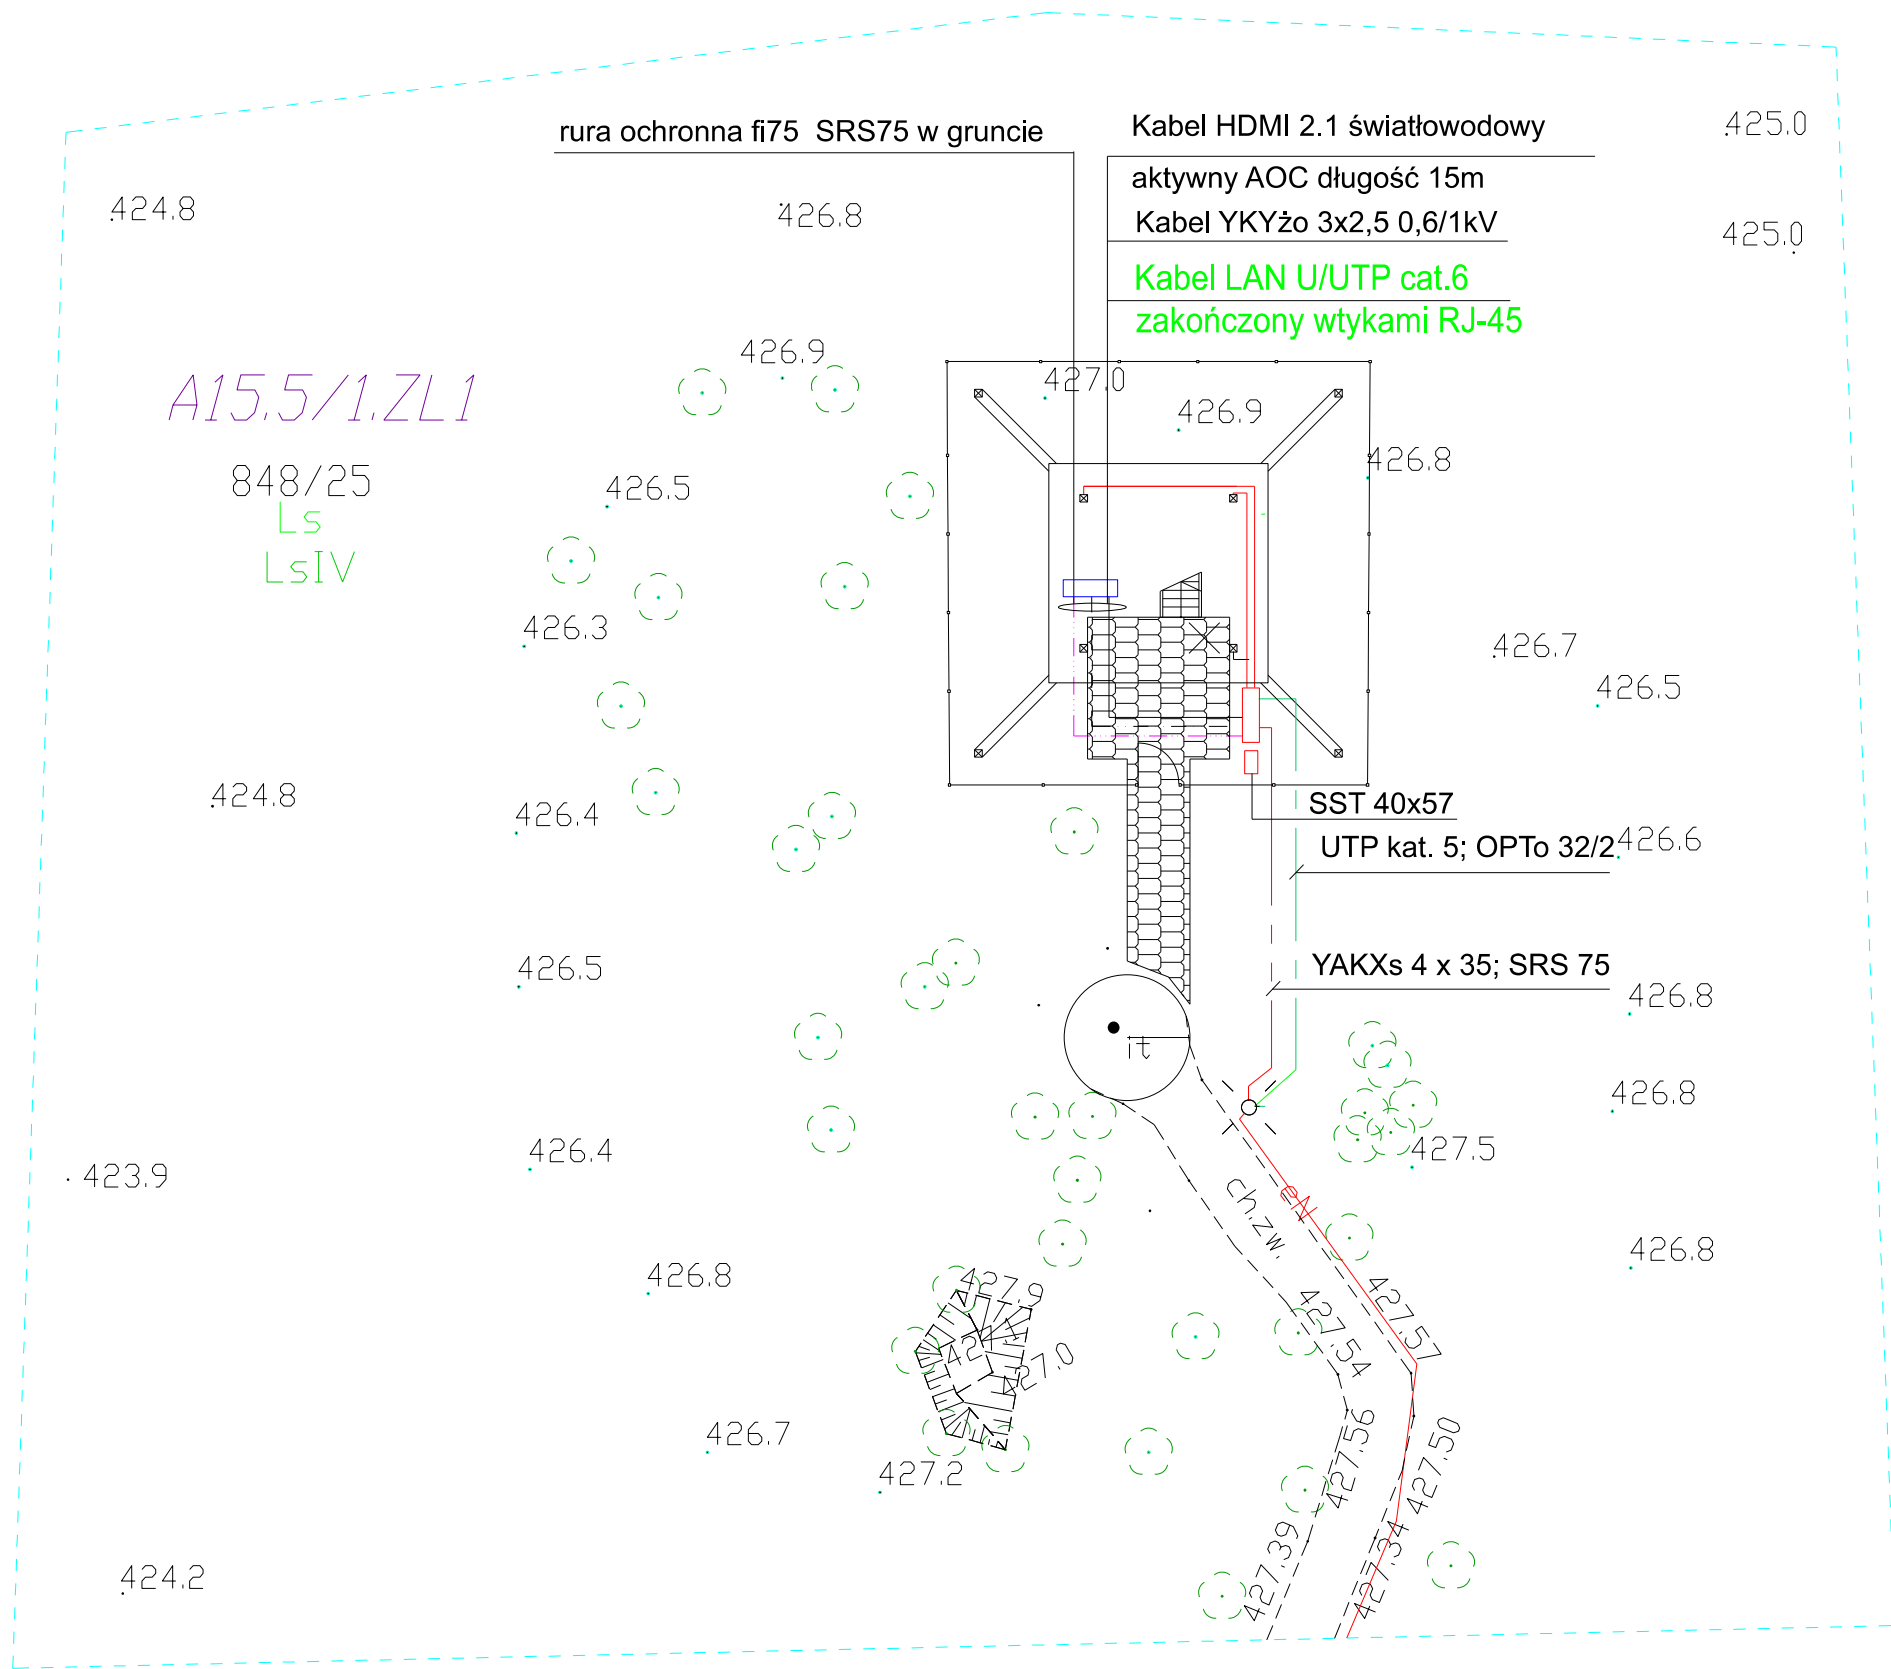 rura ochronna fi75 SRS75 w gruncie
Kabel HDMI 2.1 światłowodowy
aktywny AOC długość 15m
Kabel YKYżo 3x2,5 0,6/1kV
Kabel LAN U/UTP cat.6
zakończony wtykami RJ-45
425.0
424.8
426.8
425.0
426.9
427.0
A15.5/1.ZL1
426.9
426.8
848/25
426.5
Ls
LsIV
426.3
426.7
426.5
424.8
426.4
SST 40x57
UTP kat. 5; OPTo 32/2
426.6
426.5
YAKXs 4 x 35; SRS 75
426.8
it
426.8
426.4
427.5
423.9
eN
ch.zw.
426.8
426.8
427.9
427.57
427.54
427.0
426.7
427.56
427.50
427.2
427.39
427.34
424.2